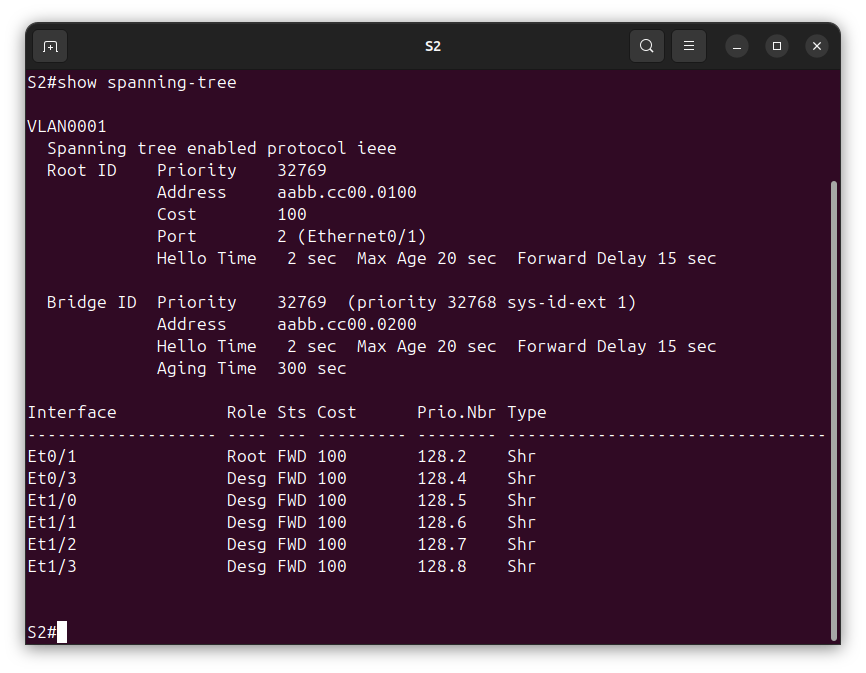 S2
S2#show spanning-tree
VLAN0001
  Spanning tree enabled protocol ieee
  Root ID    Priority    32769
             Address     aabb.cc00.0100
             Cost        100
             Port        2 (Ethernet0/1)
             Hello Time   2 sec  Max Age 20 sec  Forward Delay 15 sec
  Bridge ID  Priority    32769  (priority 32768 sys-id-ext 1)
             Address     aabb.cc00.0200
             Hello Time   2 sec  Max Age 20 sec  Forward Delay 15 sec
             Aging Time  300 sec
Interface           Role Sts Cost      Prio.Nbr Type
------------------- ---- --- --------- -------- --------------------------------
Et0/1               Root FWD 100       128.2    Shr
Et0/3               Desg FWD 100       128.4    Shr
Et1/0               Desg FWD 100       128.5    Shr
Et1/1               Desg FWD 100       128.6    Shr
Et1/2               Desg FWD 100       128.7    Shr
Et1/3               Desg FWD 100       128.8    Shr
S2#